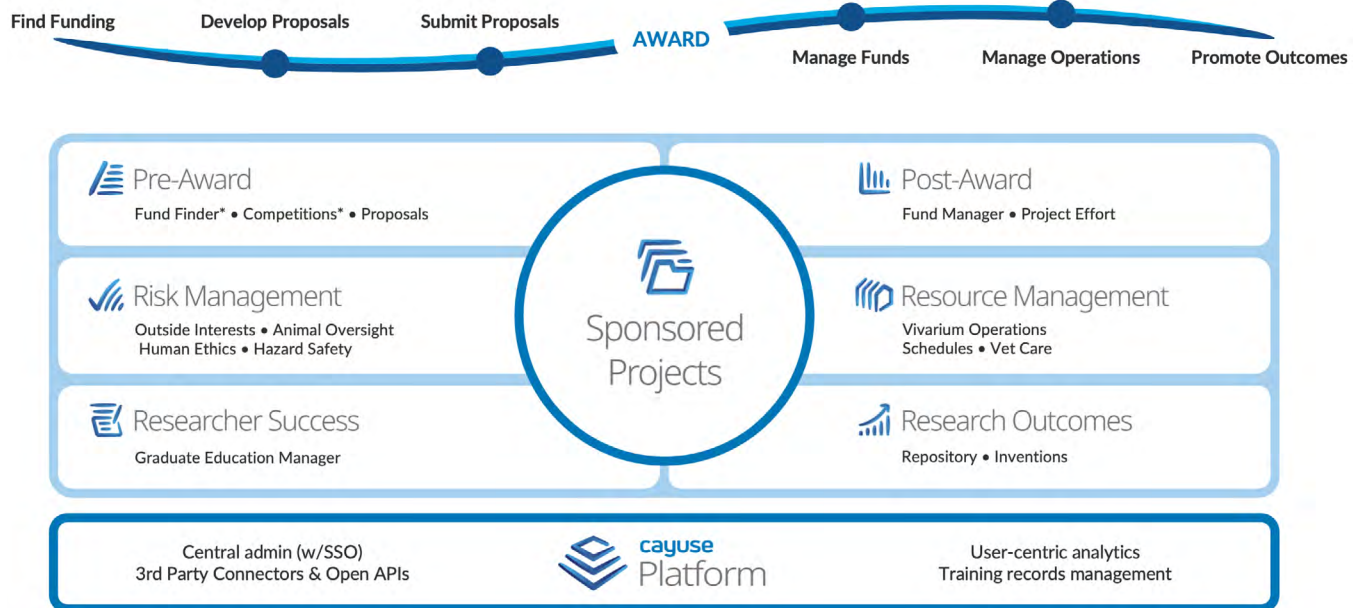 Find Funding
Develop Proposals
Submit Proposals
AWARD
Manage Funds
Manage Operations
Promote Outcomes
Pre-Award
Fund Finder* • Competitions* • Proposals
Post-Award
Fund Manager • Project Effort
Risk Management
Outside Interests • Animal Oversight
Human Ethics • Hazard Safety
Sponsored
Projects
Resource Management
Vivarium Operations
Schedules • Vet Care
Researcher Success
Graduate Education Manager
Research Outcomes
Repository • Inventions
Central admin (w/SSO)
3rd Party Connectors & Open APIs
cayuse
Platform
User-centric analytics
Training records management